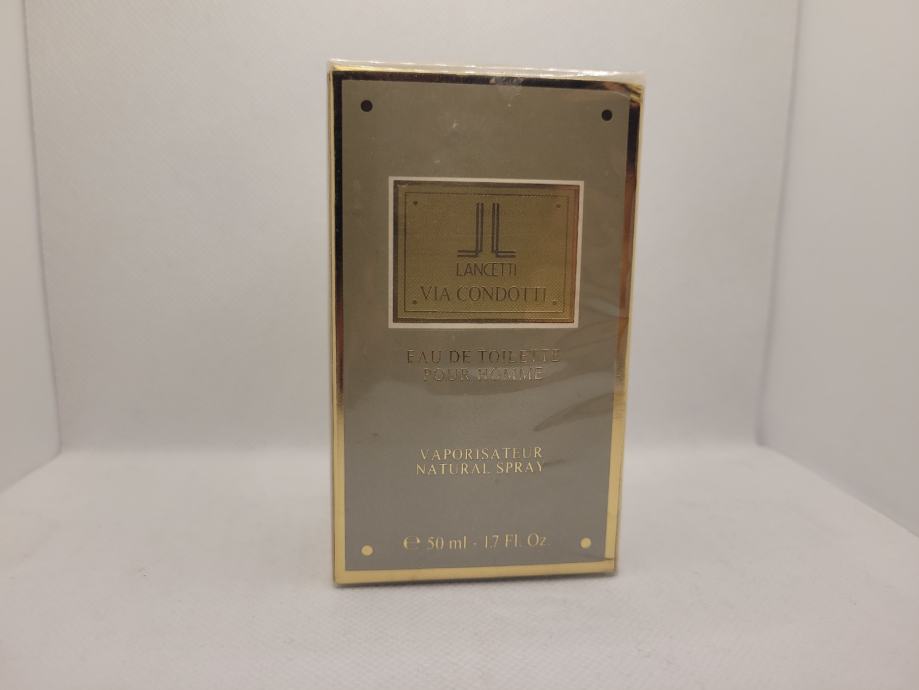 LANCETTI
VIA CONDOTTI
EAU DE TOILETTE
POUR HOMME
VAPORISATEUR
NATURAL SPRAY
℮ 50 ml - 1.7 Fl. Oz.